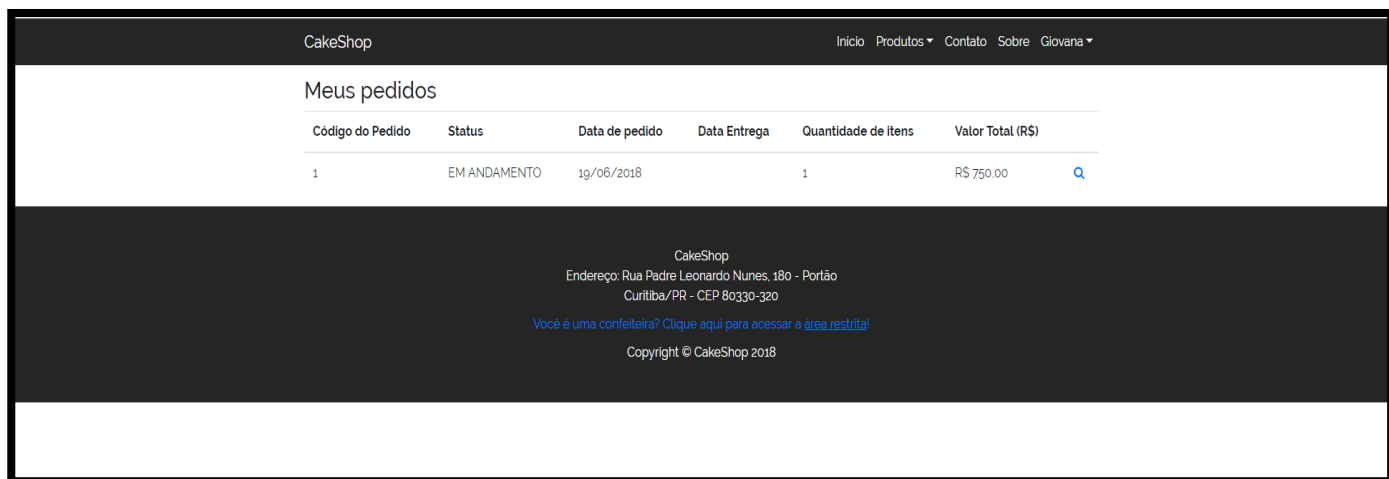 CakeShop Início Produtos Contato Sobre Giovana
Meus pedidos
Código do Pedido Status Data de pedido Data Entrega Quantidade de itens Valor Total (R$)
1 EM ANDAMENTO 19/06/2018 1 R$ 750,00
CakeShop
Endereço: Rua Padre Leonardo Nunes, 180 - Portão
Curitiba/PR - CEP 80330-320
Você é uma confeiteira? Clique aqui para acessar a área restrita!
Copyright © CakeShop 2018